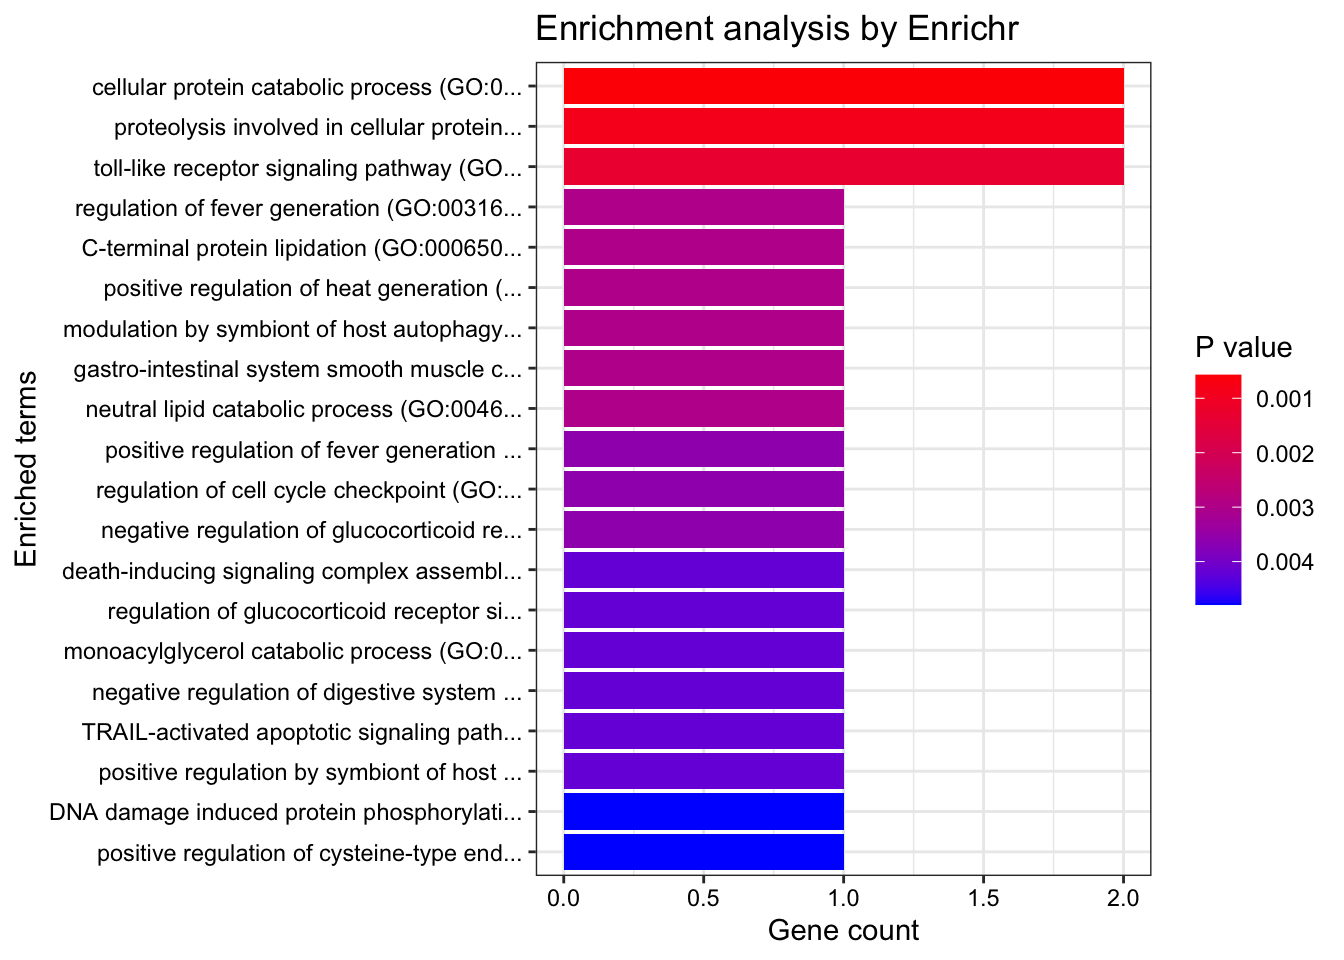 Enrichment analysis by Enrichr
cellular protein catabolic process (GO:0...
proteolysis involved in cellular protein...
toll-like receptor signaling pathway (GO...
regulation of fever generation (GO:00316...
C-terminal protein lipidation (GO:000650...
positive regulation of heat generation (...
modulation by symbiont of host autophagy...
gastro-intestinal system smooth muscle c...
neutral lipid catabolic process (GO:0046...
positive regulation of fever generation ...
regulation of cell cycle checkpoint (GO:...
negative regulation of glucocorticoid re...
death-inducing signaling complex assembl...
regulation of glucocorticoid receptor si...
monoacylglycerol catabolic process (GO:0...
negative regulation of digestive system ...
TRAIL-activated apoptotic signaling path...
positive regulation by symbiont of host ...
DNA damage induced protein phosphorylati...
positive regulation of cysteine-type end...
Enriched terms
0.0 0.5 1.0 1.5 2.0
Gene count
P value
0.001
0.002
0.003
0.004